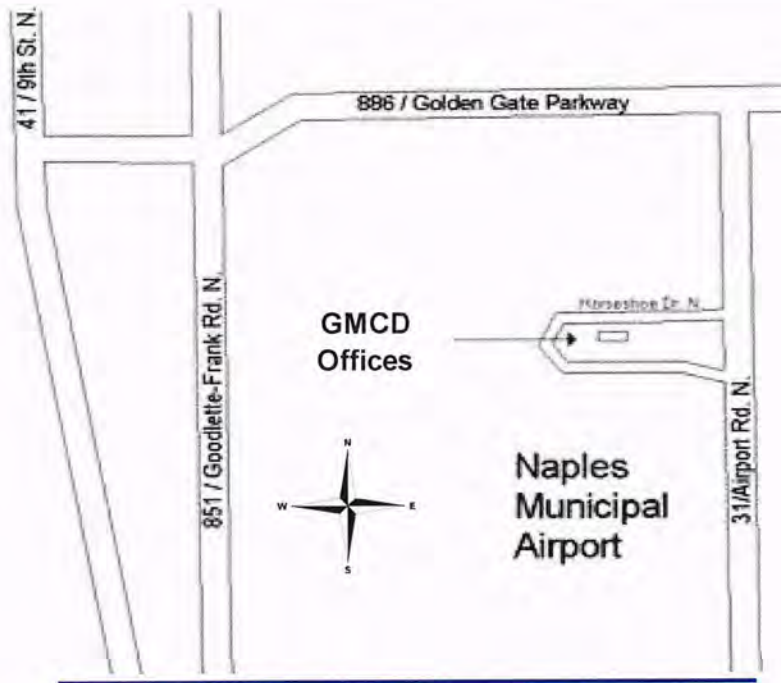 41 / 9th St. N.
886 / Golden Gate Parkway
Horseshoe Dr. N.
GMCD
Offices
851 / Goodlette-Frank Rd. N.
N
W
E
S
Naples
Municipal
Airport
31/Airport Rd. N.